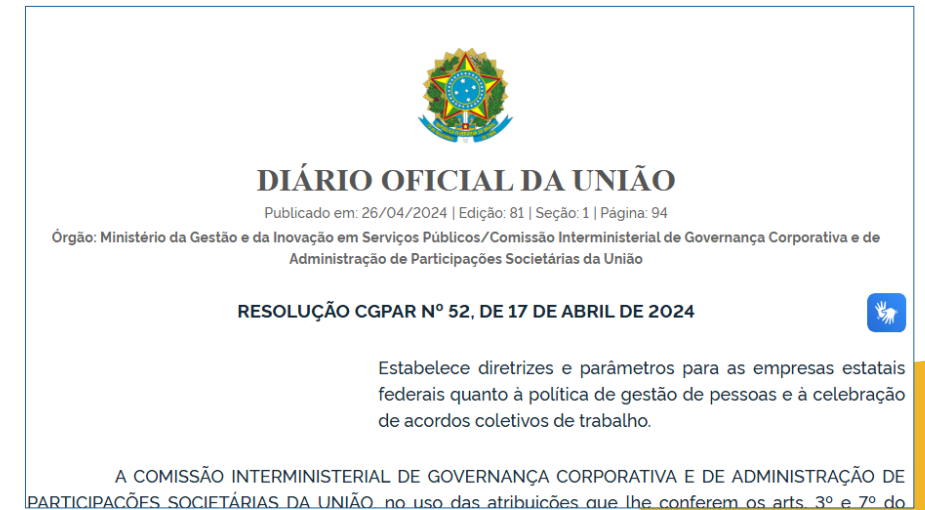 DIÁRIO OFICIAL DA UNIÃO
Publicado em: 26/04/2024 | Edição: 81 | Seção: 1 | Página: 94
Órgão: Ministério da Gestão e da Inovação em Serviços Públicos/Comissão Interministerial de Governança Corporativa e de
Administração de Participações Societárias da União
RESOLUÇÃO CGPAR Nº 52, DE 17 DE ABRIL DE 2024
Estabelece diretrizes e parâmetros para as empresas estatais
federais quanto à política de gestão de pessoas e à celebração
de acordos coletivos de trabalho.
A COMISSÃO INTERMINISTERIAL DE GOVERNANÇA CORPORATIVA E DE ADMINISTRAÇÃO DE
PARTICIPAÇÕES SOCIETÁRIAS DA UNIÃO, no uso das atribuições que lhe conferem os arts. 3º e 7º do